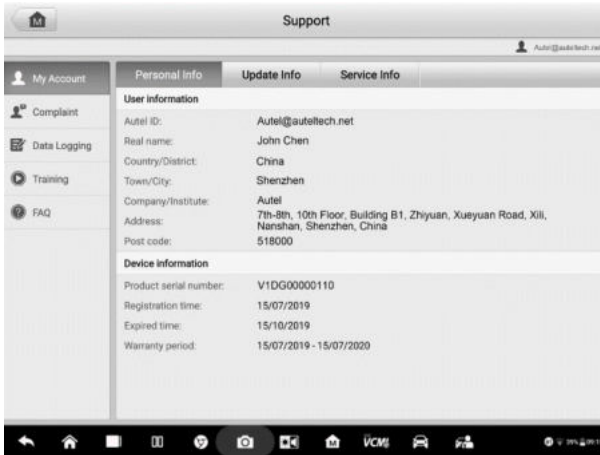 Support
Autel@auteltech.net
My Account
Complaint
Data Logging
Training
FAQ
Personal Info Update Info Service Info
User information
Autel ID: Autel@auteltech.net
Real name: John Chen
Country/District: China
Town/City: Shenzhen
Company/Institute: Autel
Address: 7th-8th, 10th Floor, Building B1, Zhiyuan, Xueyuan Road, Xili,
Nanshan, Shenzhen, China
Post code: 518000
Device information
Product serial number: V1DG00000110
Registration time: 15/07/2019
Expired time: 15/10/2019
Warranty period: 15/07/2019 - 15/07/2020
M VCMI